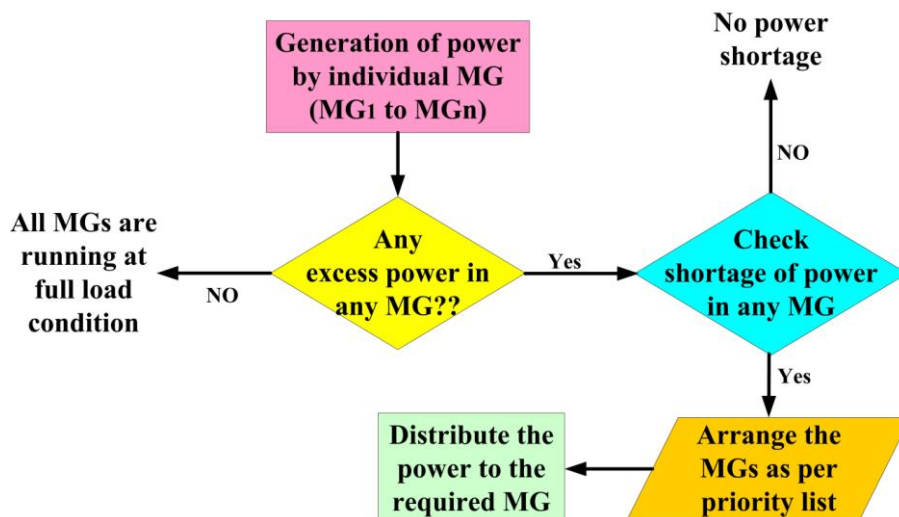 Generation of power
by individual MG
(MG1 to MGn)
No power
shortage
NO
All MGs are
running at
full load
condition
NO
Any
excess power in
any MG??
Yes
Check
shortage of power
in any MG
Yes
Distribute the
power to the
required MG
Arrange the
MGs as per
priority list